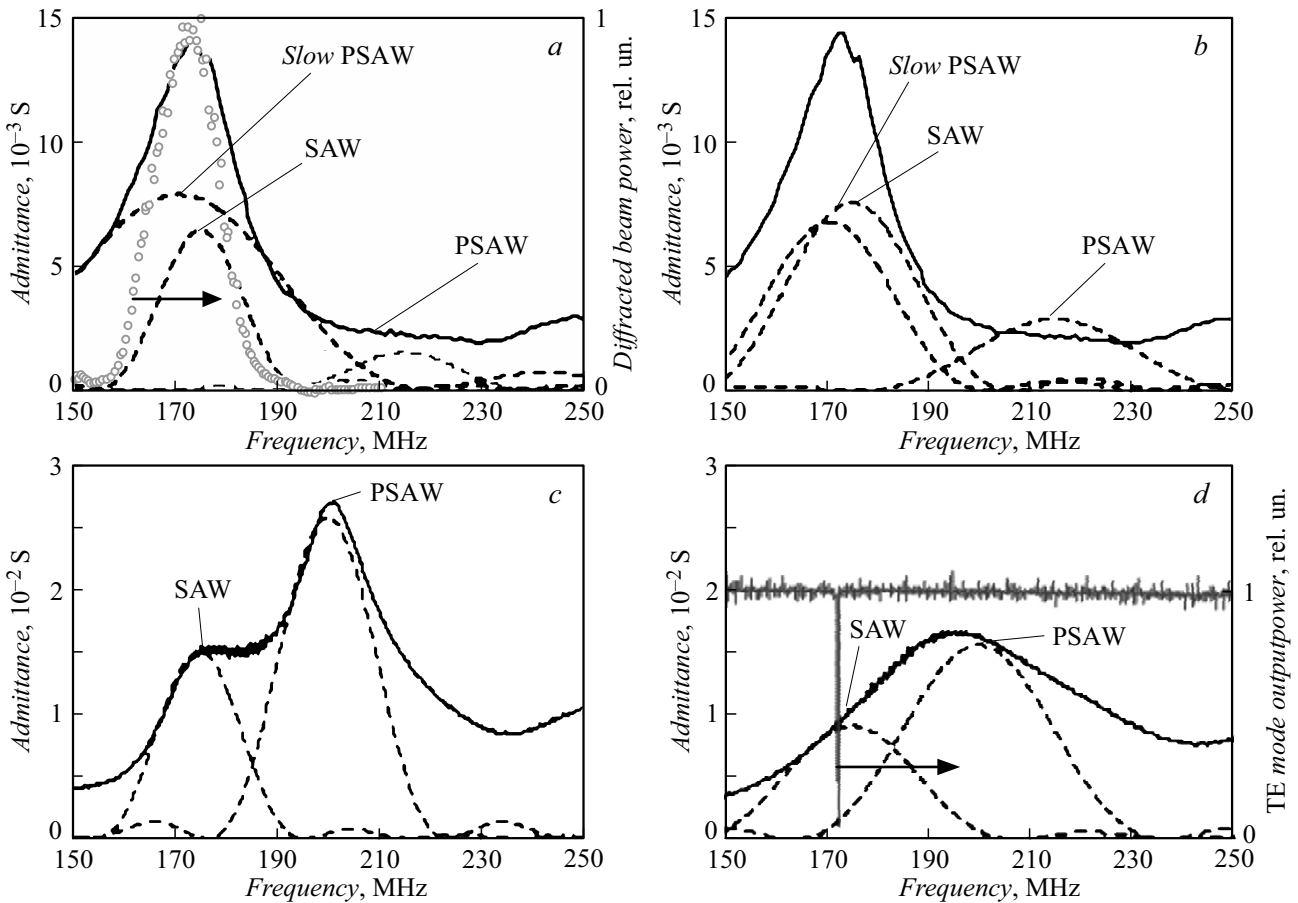 15
10
5
0
Admittance, 10⁻³ S
a
Slow PSAW
SAW
PSAW
1
0
Diffracted beam power, rel. un.
150 170 190 210 230 250
Frequency, MHz
15
10
5
0
Admittance, 10⁻³ S
b
Slow PSAW
SAW
PSAW
150 170 190 210 230 250
Frequency, MHz
3
2
1
0
Admittance, 10⁻² S
c
PSAW
SAW
150 170 190 210 230 250
Frequency, MHz
3
2
1
0
Admittance, 10⁻² S
d
SAW
PSAW
1
0
TE mode outputpower, rel. un.
150 170 190 210 230 250
Frequency, MHz